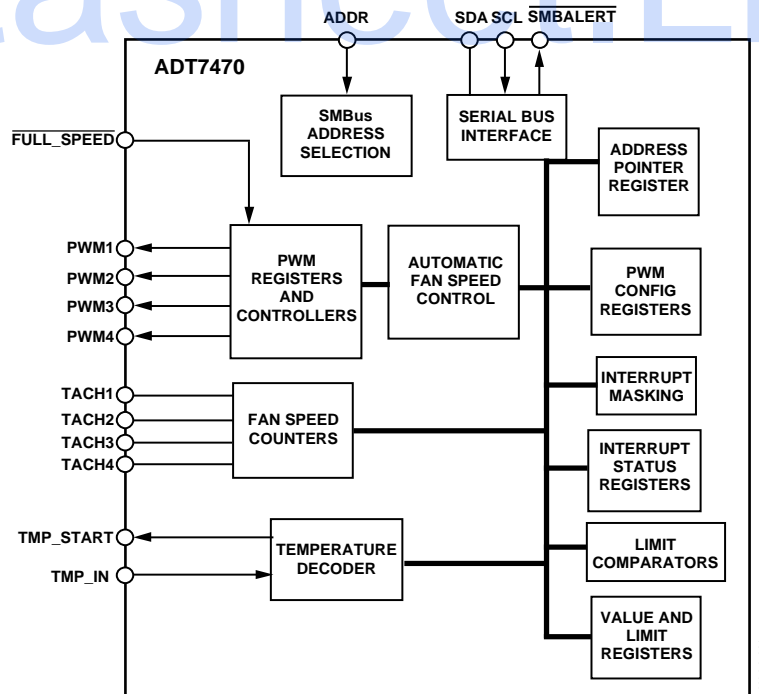 atasheet.
ADDR
SDA SCL SMBALERT
ADT7470
SMBus
ADDRESS
SELECTION
SERIAL BUS
INTERFACE
FULL_SPEED
ADDRESS
POINTER
REGISTER
PWM1
PWM2
PWM3
PWM4
PWM
REGISTERS
AND
CONTROLLERS
AUTOMATIC
FAN SPEED
CONTROL
PWM
CONFIG
REGISTERS
INTERRUPT
MASKING
TACH1
TACH2
TACH3
TACH4
FAN SPEED
COUNTERS
INTERRUPT
STATUS
REGISTERS
TMP_START
TMP_IN
TEMPERATURE
DECODER
LIMIT
COMPARATORS
VALUE AND
LIMIT
REGISTERS